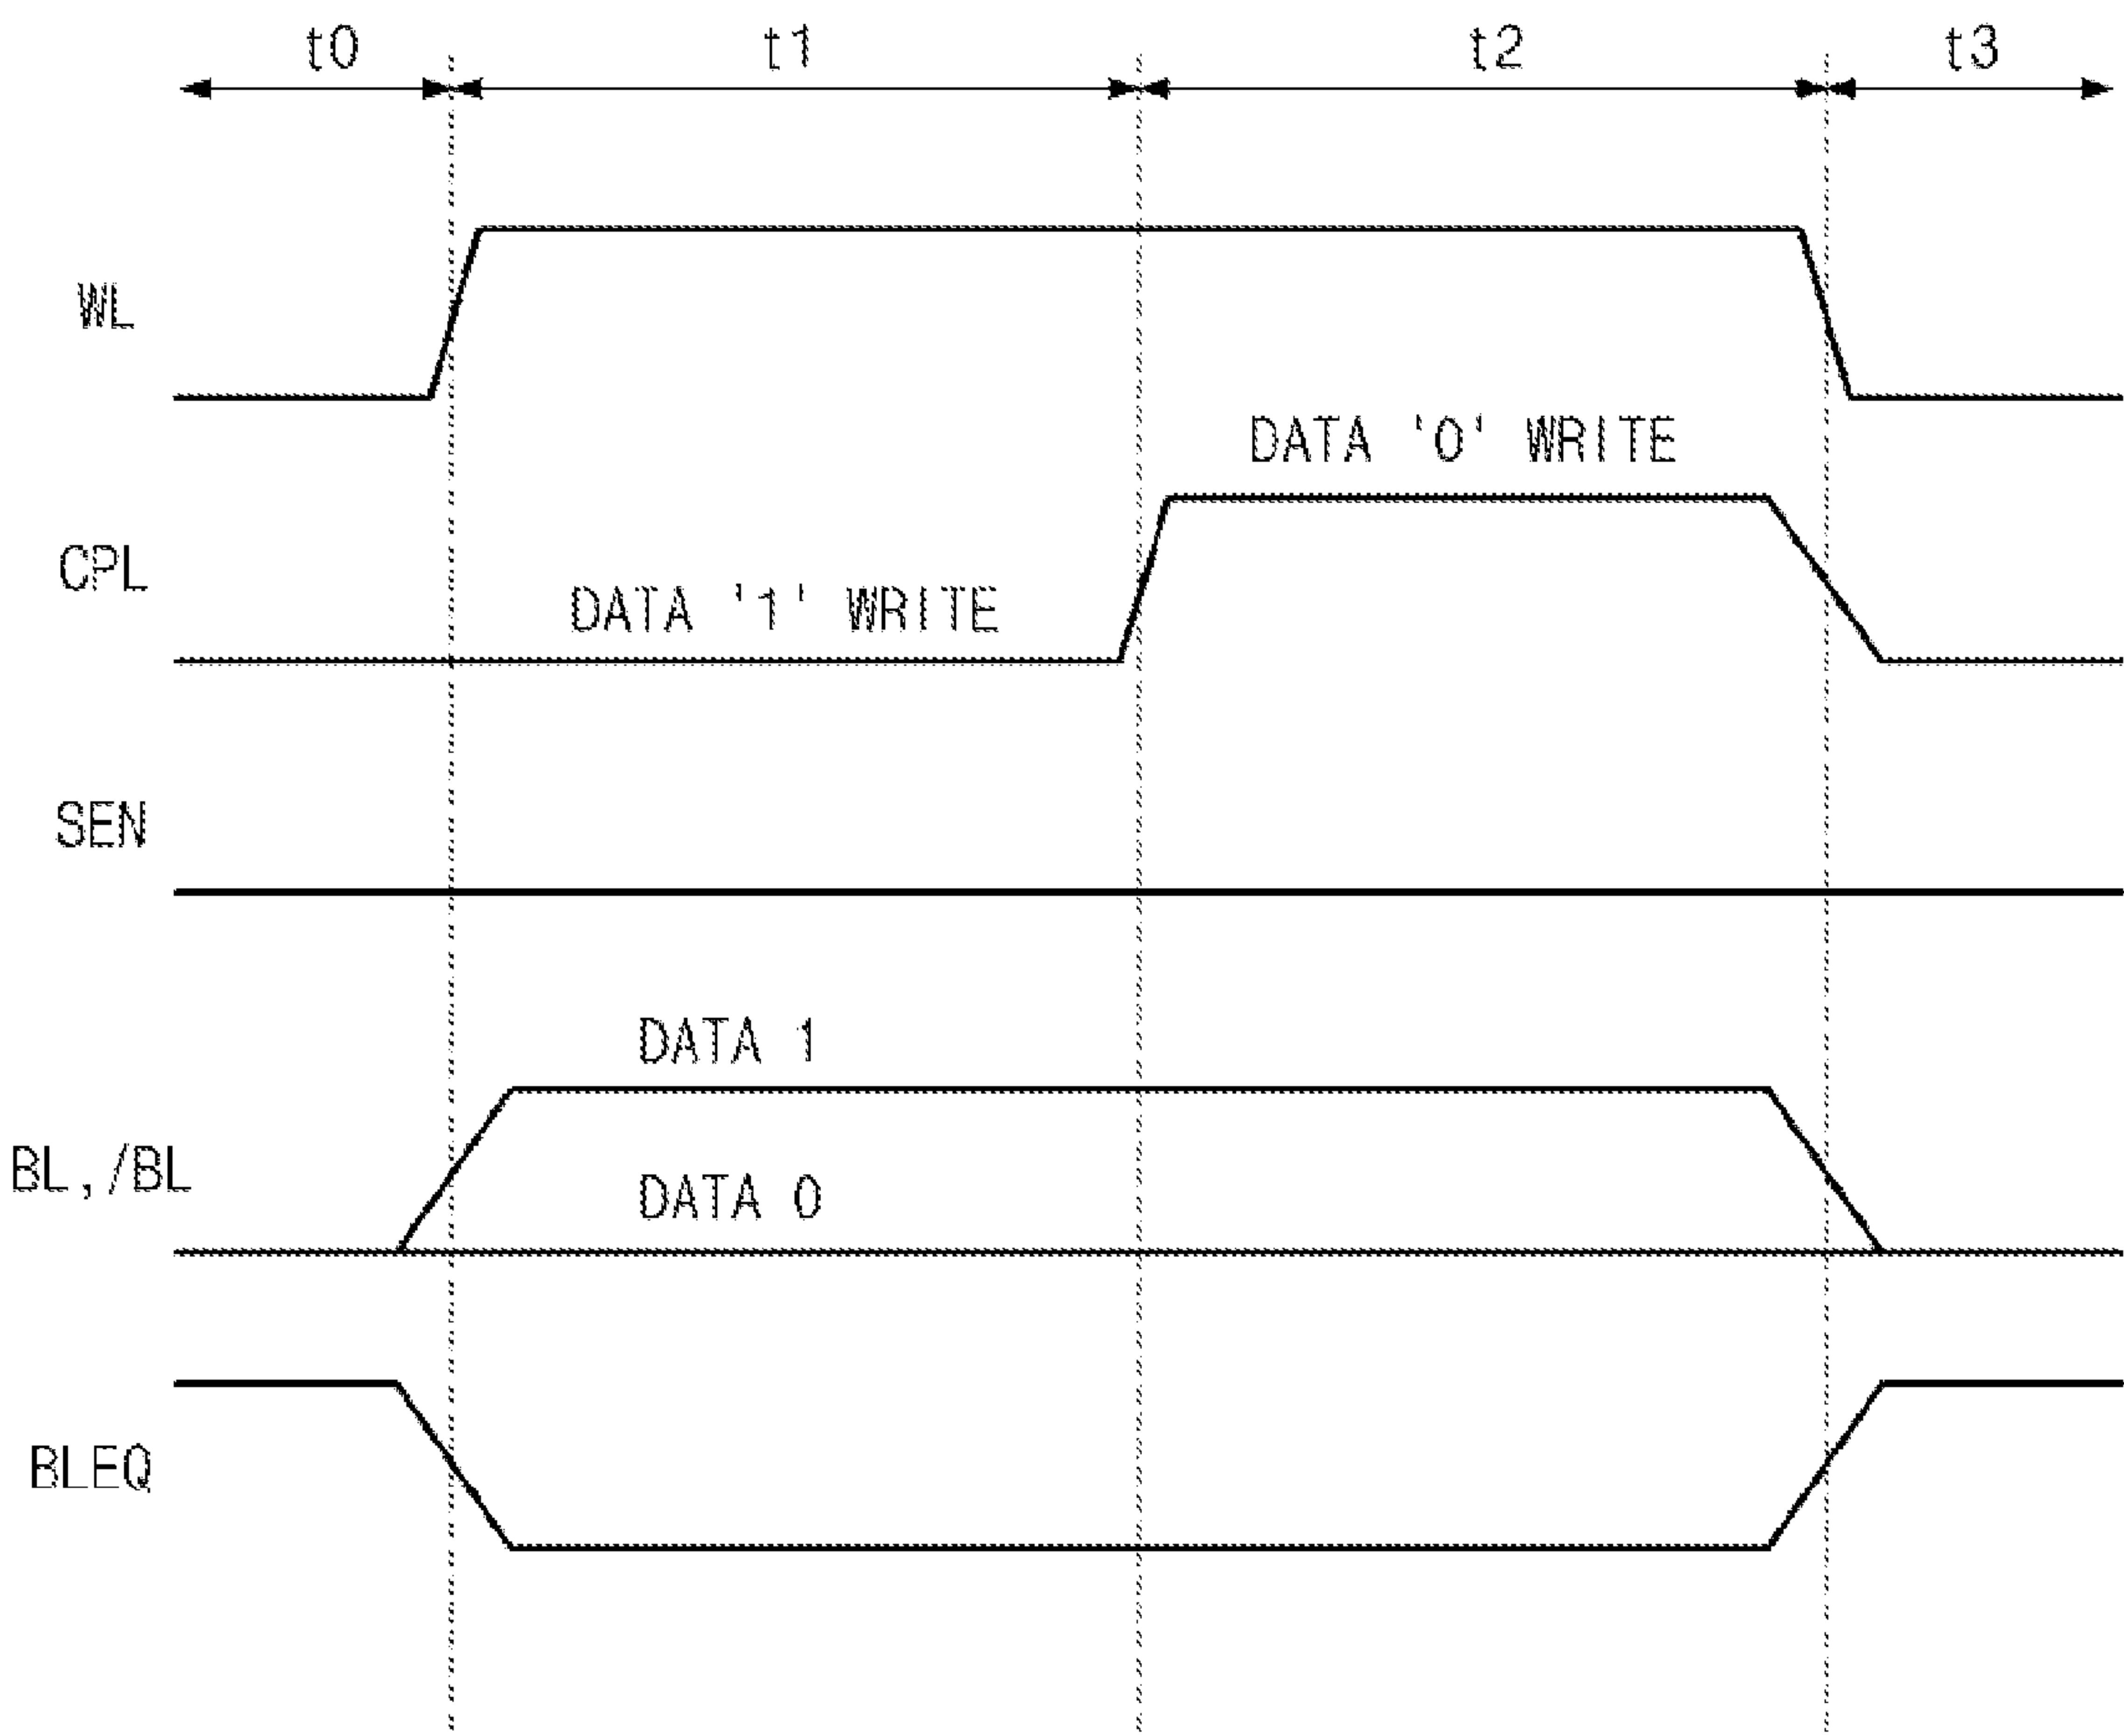 t0 t1 t2 t3
WL
DATA '0' WRITE
CPL
DATA '1' WRITE
SEN
DATA 1
BL,/BL
DATA 0
BLEQ